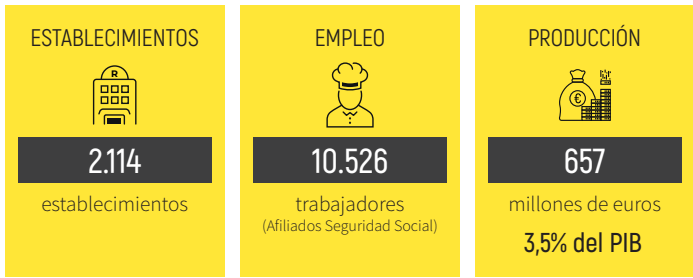 ESTABLECIMIENTOS
R
2.114
establecimientos
EMPLEO
10.526
trabajadores
(Afiliados Seguridad Social)
PRODUCCIÓN
€
657
millones de euros
3,5% del PIB